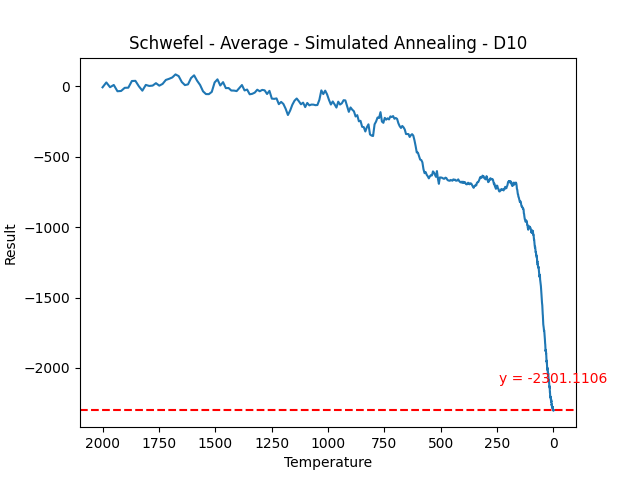 Schwefel - Average - Simulated Annealing - D10
Result
0
−500
−1000
−1500
−2000
y = -2301.1106
2000 1750 1500 1250 1000 750 500 250 0
Temperature